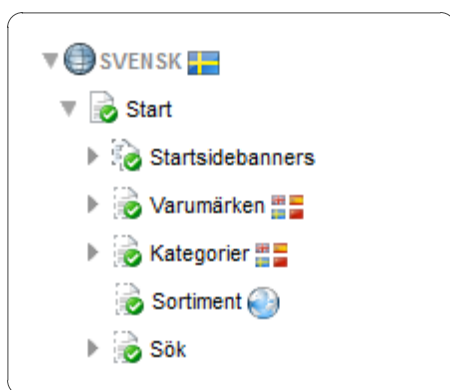 SVENSK
Start
Startsidebanners
Varumärken
Kategorier
Sortiment
Sök